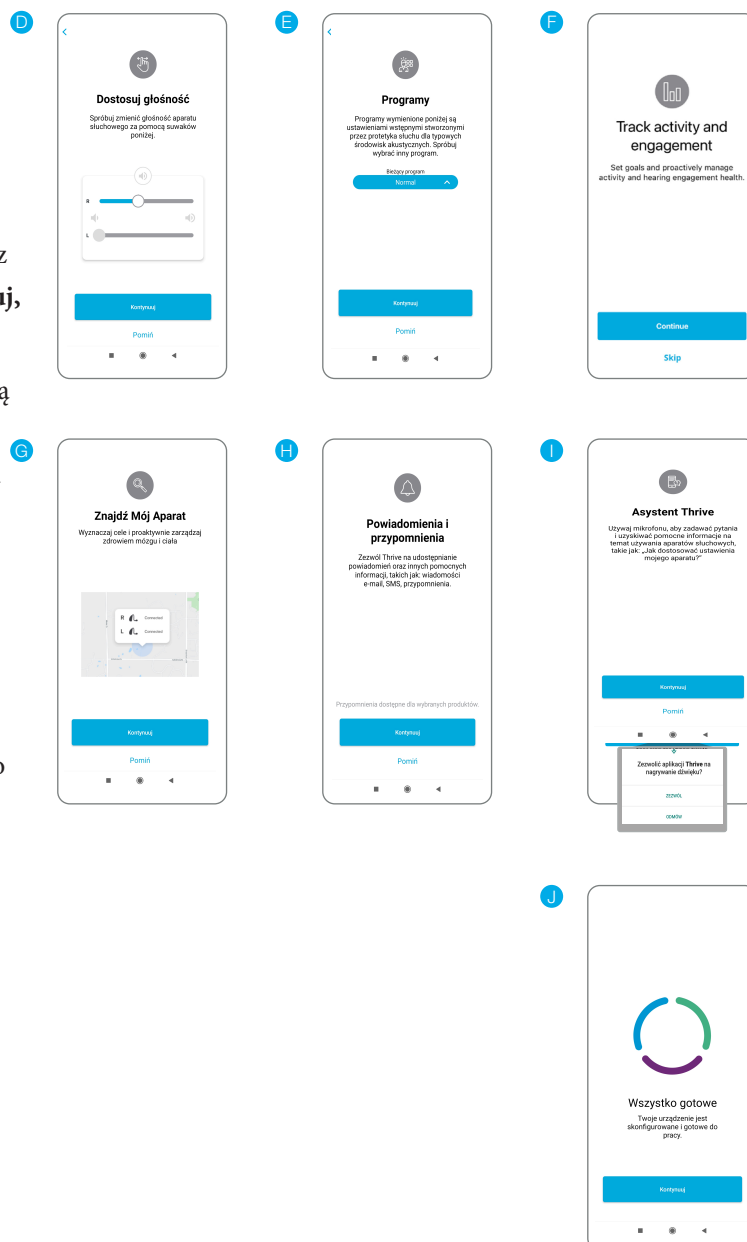 D
E
F
Dostosuj głośność
Spróbuj zmienić głośność aparatu
słuchowego za pomocą suwaków
poniżej.
R
L
Kontynuuj
Pomiń
Programy
Programy wymienione poniżej są
ustawieniami wstępnymi stworzonymi
przez protetyka słuchu dla typowych
środowisk akustycznych. Spróbuj
wybrać inny program.
Bieżący program
Normal
Kontynuuj
Pomiń
Track activity and
engagement
Set goals and proactively manage
activity and hearing engagement health.
Continue
Skip
z
uj,
ą
G
H
I
Znajdź Mój Aparat
Wyznaczaj cele i proaktywnie zarządzaj
zdrowiem mózgu i ciała
R Connected
L Connected
Kontynuuj
Pomiń
Powiadomienia i
przypomnienia
Zezwól Thrive na udostępnianie
powiadomień oraz innych pomocnych
informacji, takich jak: wiadomości
e-mail, SMS, przypomnienia.
Przypomnienia dostępne dla wybranych produktów.
Kontynuuj
Pomiń
Asystent Thrive
Używaj mikrofonu, aby zadawać pytania
i uzyskiwać pomocne informacje na
temat używania aparatów słuchowych,
takie jak: „Jak dostosować ustawienia
mojego aparatu?”
Kontynuuj
Pomiń
Zezwolić aplikacji Thrive na
nagrywanie dźwięku?
ZEZWÓL
ODMÓW
o
J
Wszystko gotowe
Twoje urządzenie jest
skonfigurowane i gotowe do
pracy.
Kontynuuj